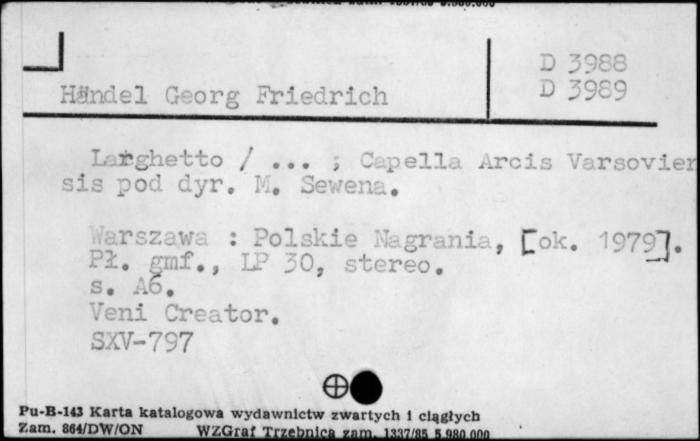 D 3988
Händel Georg Friedrich D 3989
Larghetto / ... ; Capella Arcis Varsovien
sis pod dyr. M. Sewena.
Warszawa : Polskie Nagrania, [ok. 1979].
Pł. gmf., LP 30, stereo.
s. A6.
Veni Creator.
SXV-797
Pu-B-143 Karta katalogowa wydawnictw zwartych i ciągłych
Zam. 864/DW/ON WZGraf Trzebnica zam. 1337/85 5.980.000